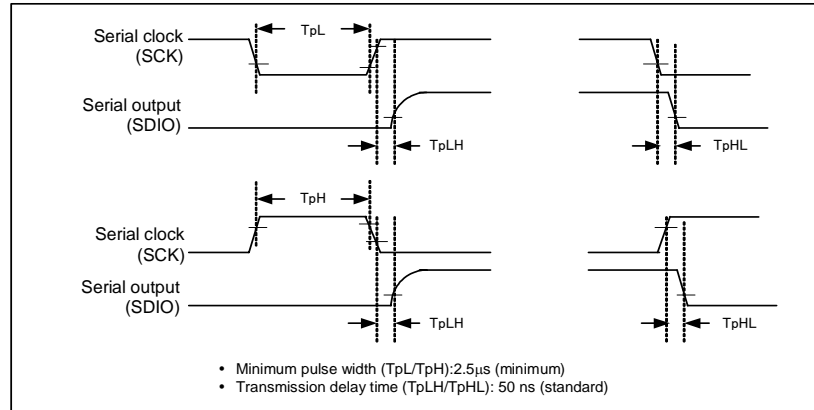 TpL
Serial clock
(SCK)
Serial output
(SDIO)
TpLH
TpHL
TpH
Serial clock
(SCK)
Serial output
(SDIO)
TpLH
TpHL
• Minimum pulse width (TpL/TpH):2.5μs (minimum)
• Transmission delay time (TpLH/TpHL): 50 ns (standard)